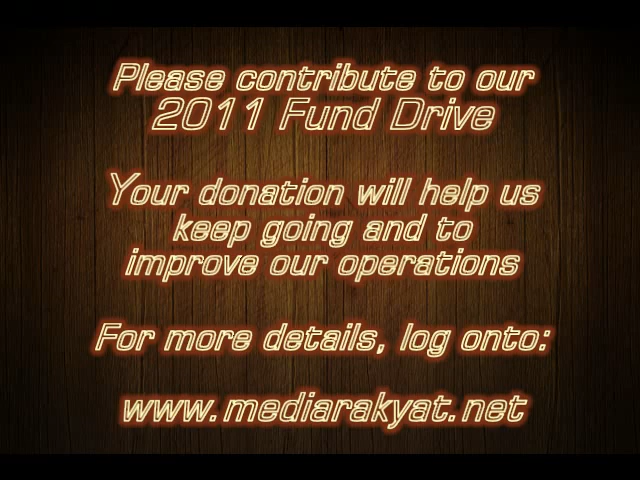 Please contribute to our
2011 Fund Drive
Your donation will help us
keep going and to
improve our operations
For more details, log onto:
www.mediarakyat.net